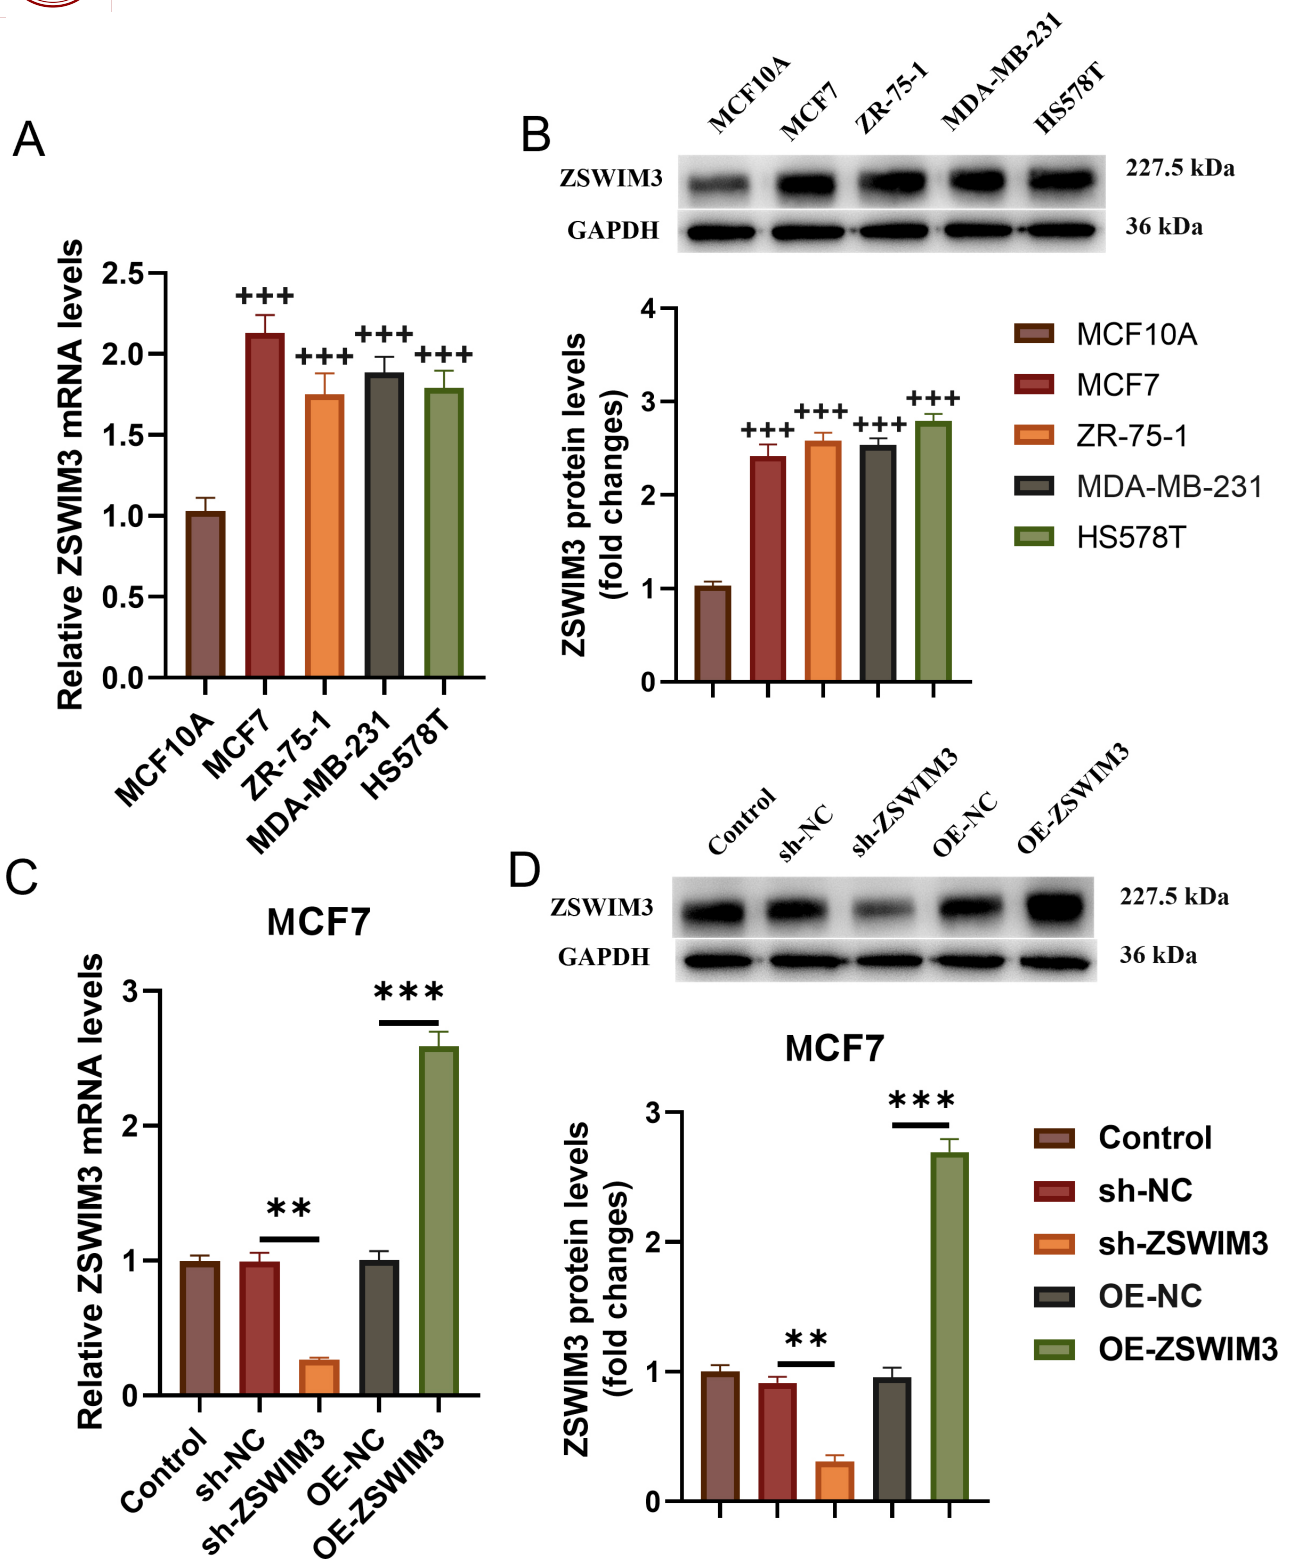 A
Relative ZSWIM3 mRNA levels
2.5
2.0
1.5
1.0
0.5
0.0
+++
+++
+++
+++
MCF10A
MCF7
ZR-75-1
MDA-MB-231
HS578T
B
MCF10A
MCF7
ZR-75-1
MDA-MB-231
HS578T
ZSWIM3
227.5 kDa
GAPDH
36 kDa
ZSWIM3 protein levels
(fold changes)
4
3
2
1
0
+++
+++
+++
+++
MCF10A
MCF7
ZR-75-1
MDA-MB-231
HS578T
C
MCF7
Relative ZSWIM3 mRNA levels
3
2
1
0
**
***
Control
sh-NC
sh-ZSWIM3
OE-NC
OE-ZSWIM3
D
Control
sh-NC
sh-ZSWIM3
OE-NC
OE-ZSWIM3
ZSWIM3
227.5 kDa
GAPDH
36 kDa
MCF7
ZSWIM3 protein levels
(fold changes)
3
2
1
0
**
***
Control
sh-NC
sh-ZSWIM3
OE-NC
OE-ZSWIM3